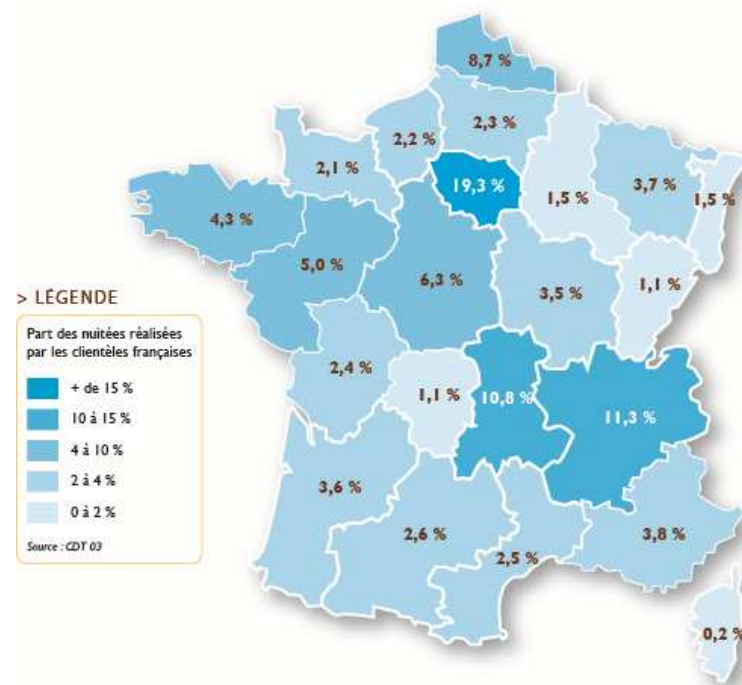 8,7 %
2,3 %
2,2 %
2,1 %
19,3 %
3,7 %
1,5 %
1,5 %
4,3 %
5,0 %
6,3 %
3,5 %
1,1 %
> LÉGENDE
Part des nuitées réalisées
par les clientèles françaises
+ de 15 %
10 à 15 %
4 à 10 %
2 à 4 %
0 à 2 %
Source : CDT 03
2,4 %
1,1 %
10,8 %
11,3 %
3,6 %
2,6 %
2,5 %
3,8 %
0,2 %